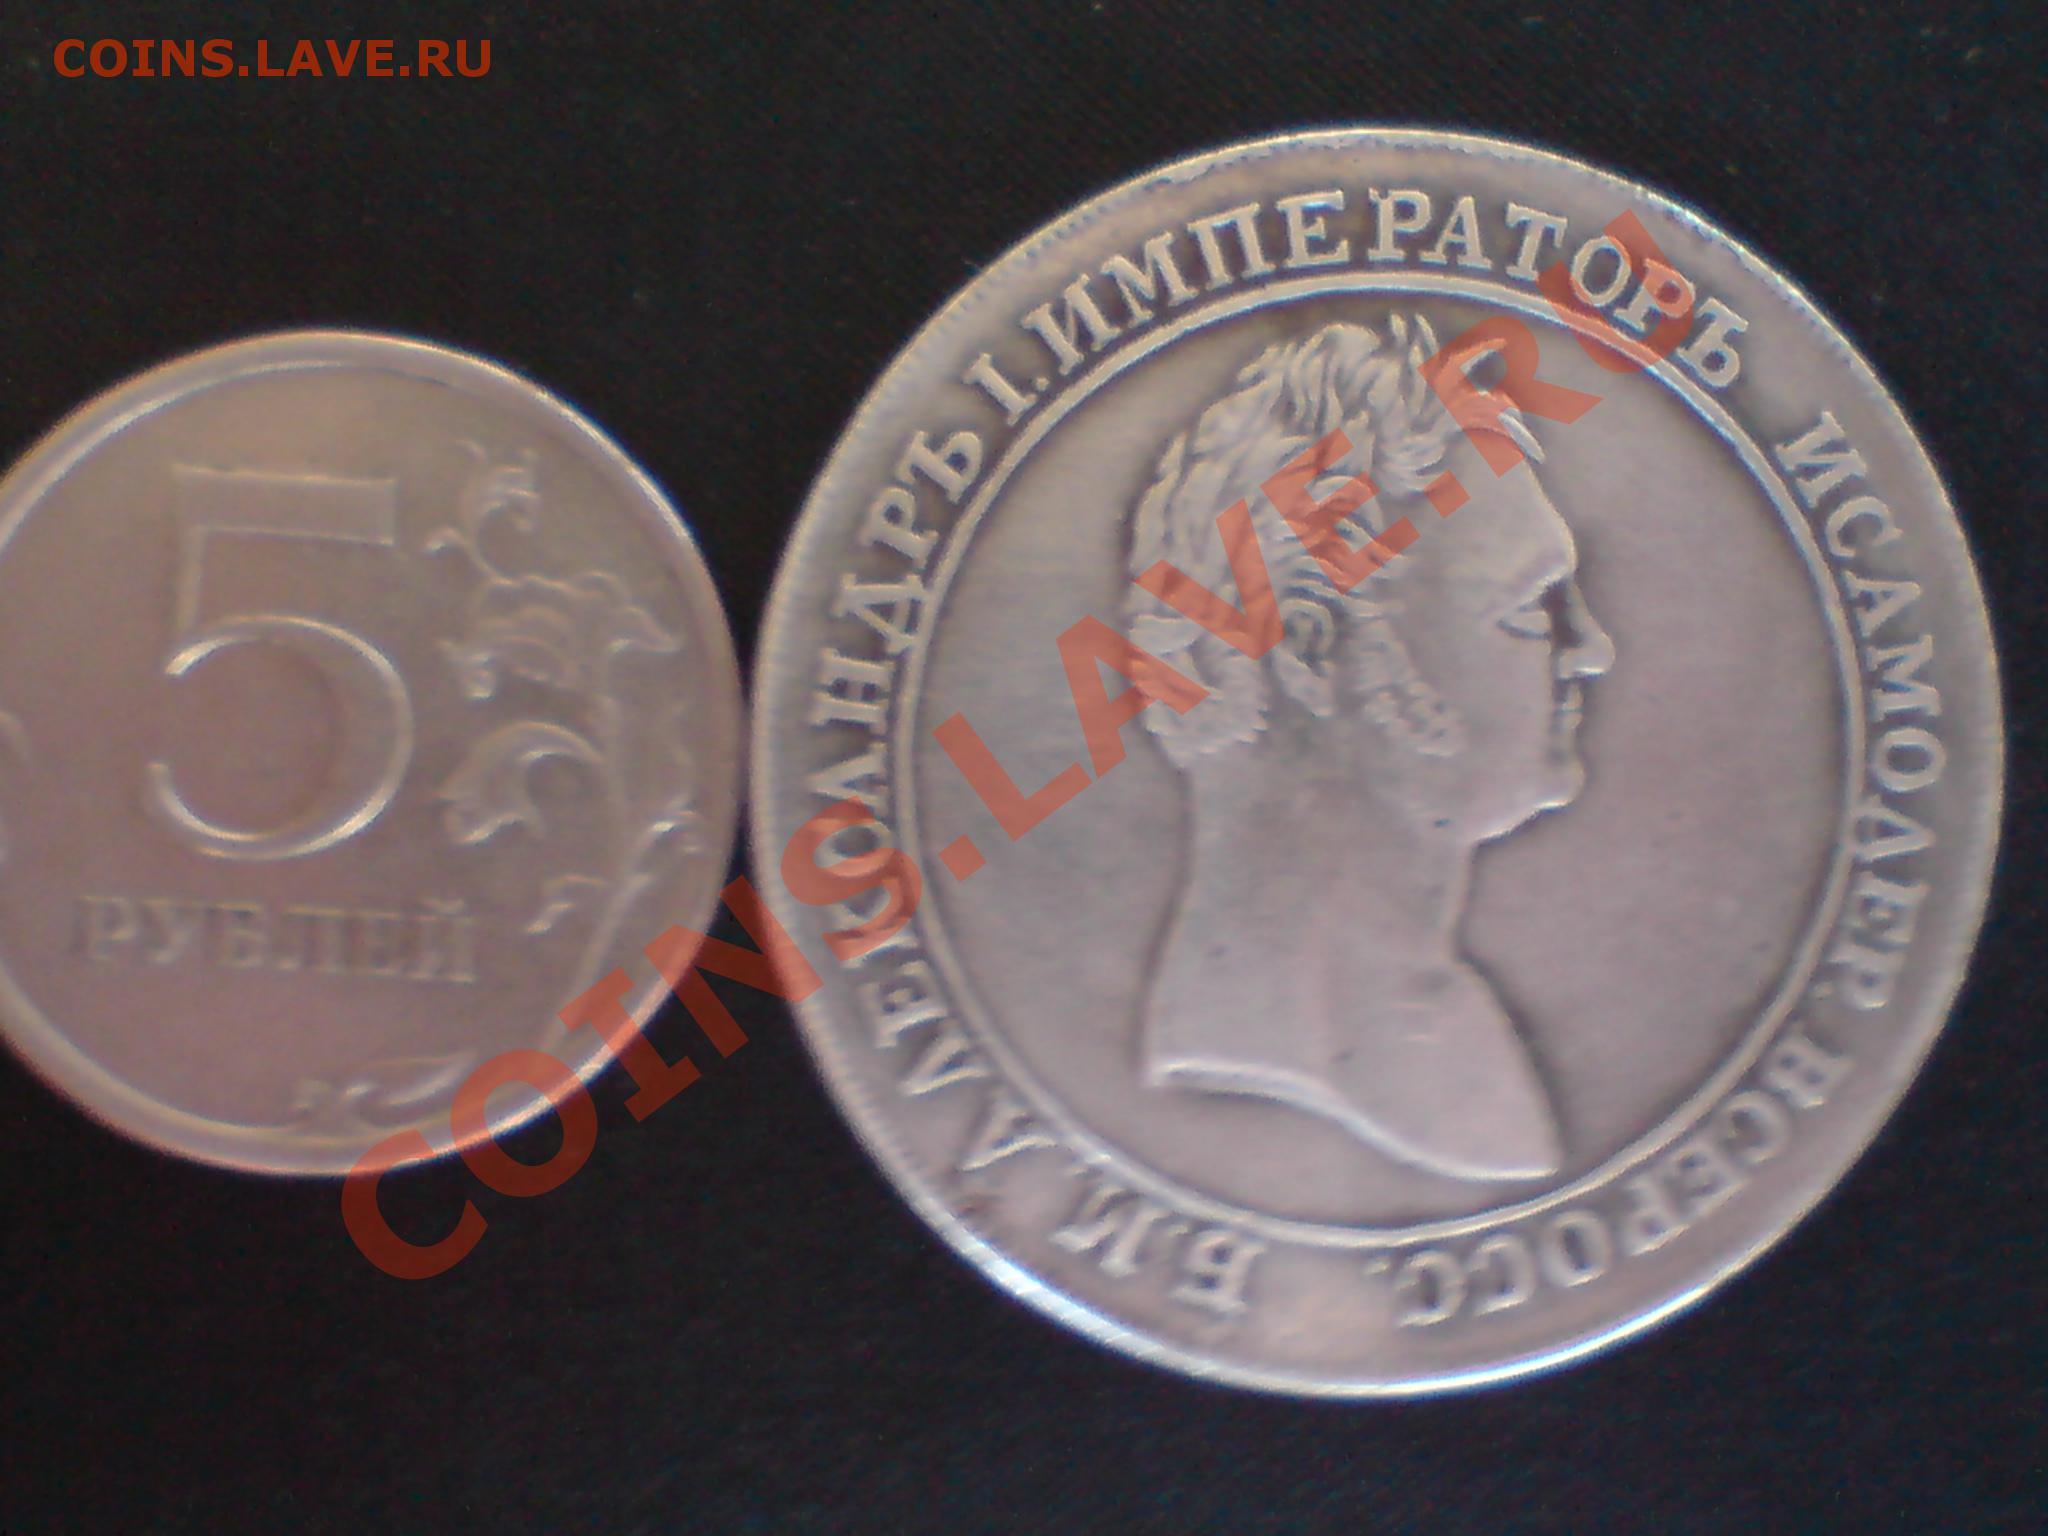 COINS.LAVE.RU
5
РУБЛЕЙ
Б.М.АЛЕКСАНДРЪ I. ИМПЕРАТОРЪ ИСАМОДЕР. ВСЕРОСС.
COINS.LAVE.RU